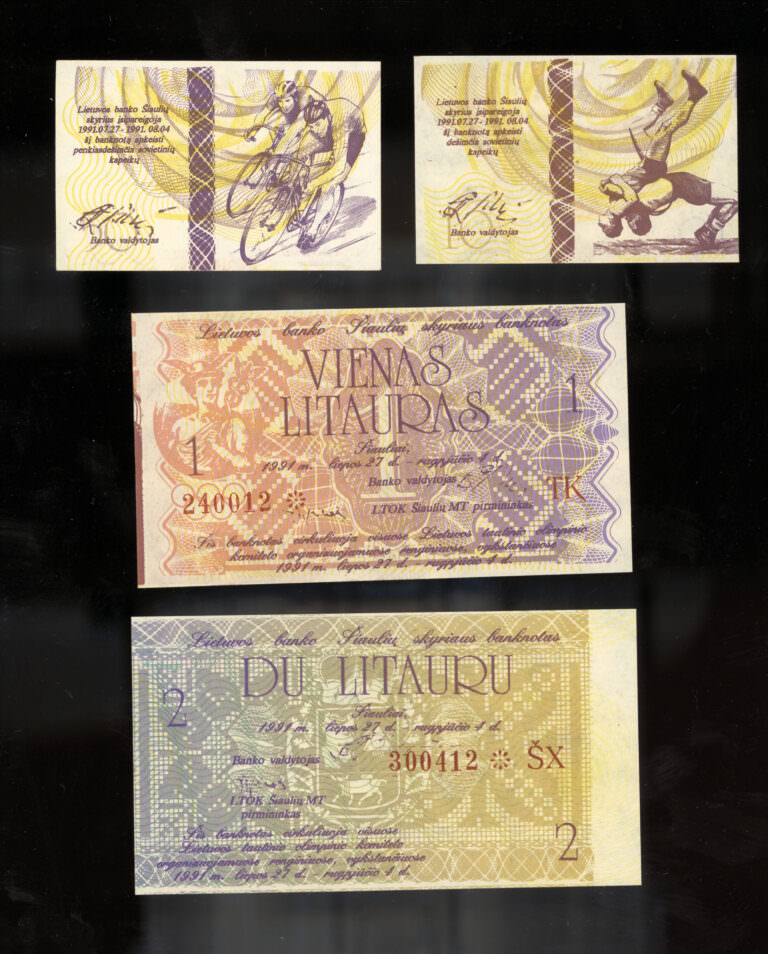 Lietuvos banko Šiaulių
skyrius įsipareigoja
1991.07.27 - 1991.08.04
šį banknotą apkeisti
penkiasdešimčia sovietinių
kapeikų
Banko valdytojas
Lietuvos banko Šiaulių
skyrius įsipareigoja
1991.07.27 - 1991.08.04
šį banknotą apkeisti
dešimčia sovietinių
kapeikų
10
Banko valdytojas
Lietuvos banko Šiaulių skyriaus banknotas
VIENAS
LITAURAS
1
1
1
Šiauliai,
1991 m. liepos 27 d. - rugpjūčio 4 d.
Banko valdytojas
TK
240012
LTOK Šiaulių MT pirmininkas
Šis banknotas cirkuliuoja visuose Lietuvos tautinio olimpinio
komiteto organizuojamuose renginiuose, vykstančiuose
1991 m. liepos 27 d. - rugpjūčio 4 d.
Lietuvos banko Šiaulių skyriaus banknotas
DU LITAURU
2
Šiauliai,
1991 m. liepos 27 d. - rugpjūčio 4 d.
Banko valdytojas
300412 ŠX
LTOK Šiaulių MT
pirmininkas
Šis banknotas cirkuliuoja visuose
Lietuvos tautinio olimpinio komiteto
organizuojamuose renginiuose, vykstančiuose
1991 m. liepos 27 d. - rugpjūčio 4 d.
2